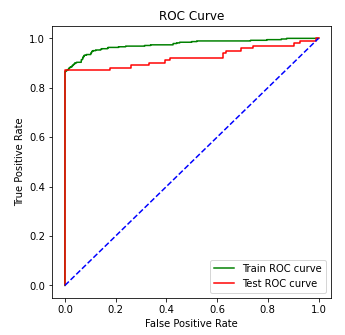 ROC Curve
True Positive Rate
1.0
0.8
0.6
0.4
0.2
0.0
Train ROC curve
Test ROC curve
0.0 0.2 0.4 0.6 0.8 1.0
False Positive Rate